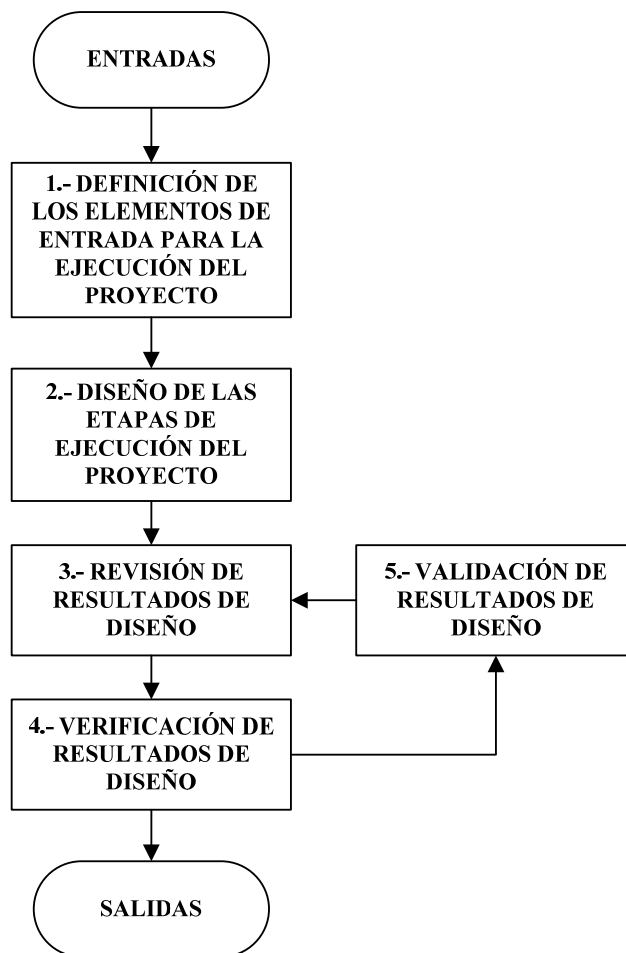 ENTRADAS
1.- DEFINICIÓN DE
LOS ELEMENTOS DE
ENTRADA PARA LA
EJECUCIÓN DEL
PROYECTO
2.- DISEÑO DE LAS
ETAPAS DE
EJECUCIÓN DEL
PROYECTO
3.- REVISIÓN DE
RESULTADOS DE
DISEÑO
5.- VALIDACIÓN DE
RESULTADOS DE
DISEÑO
4.- VERIFICACIÓN DE
RESULTADOS DE
DISEÑO
SALIDAS